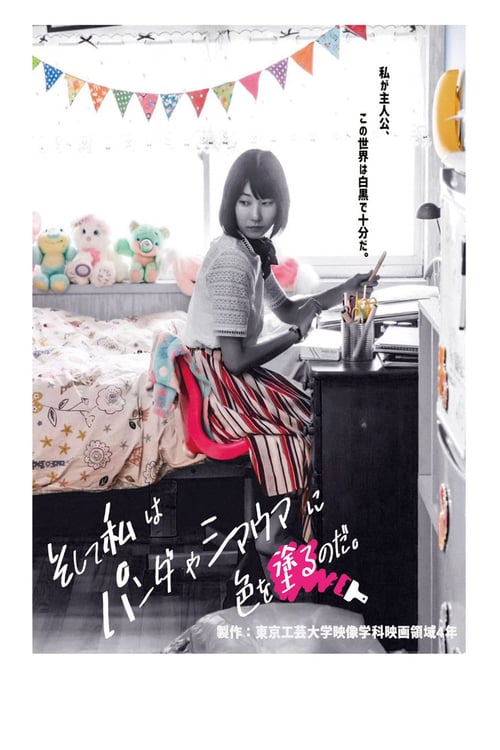 私が主人公、
この世界は白黒で十分だ。
そして私は
パンダやシマウマに
色を塗るのだ。
製作：東京工芸大学映像学科映画領域4年